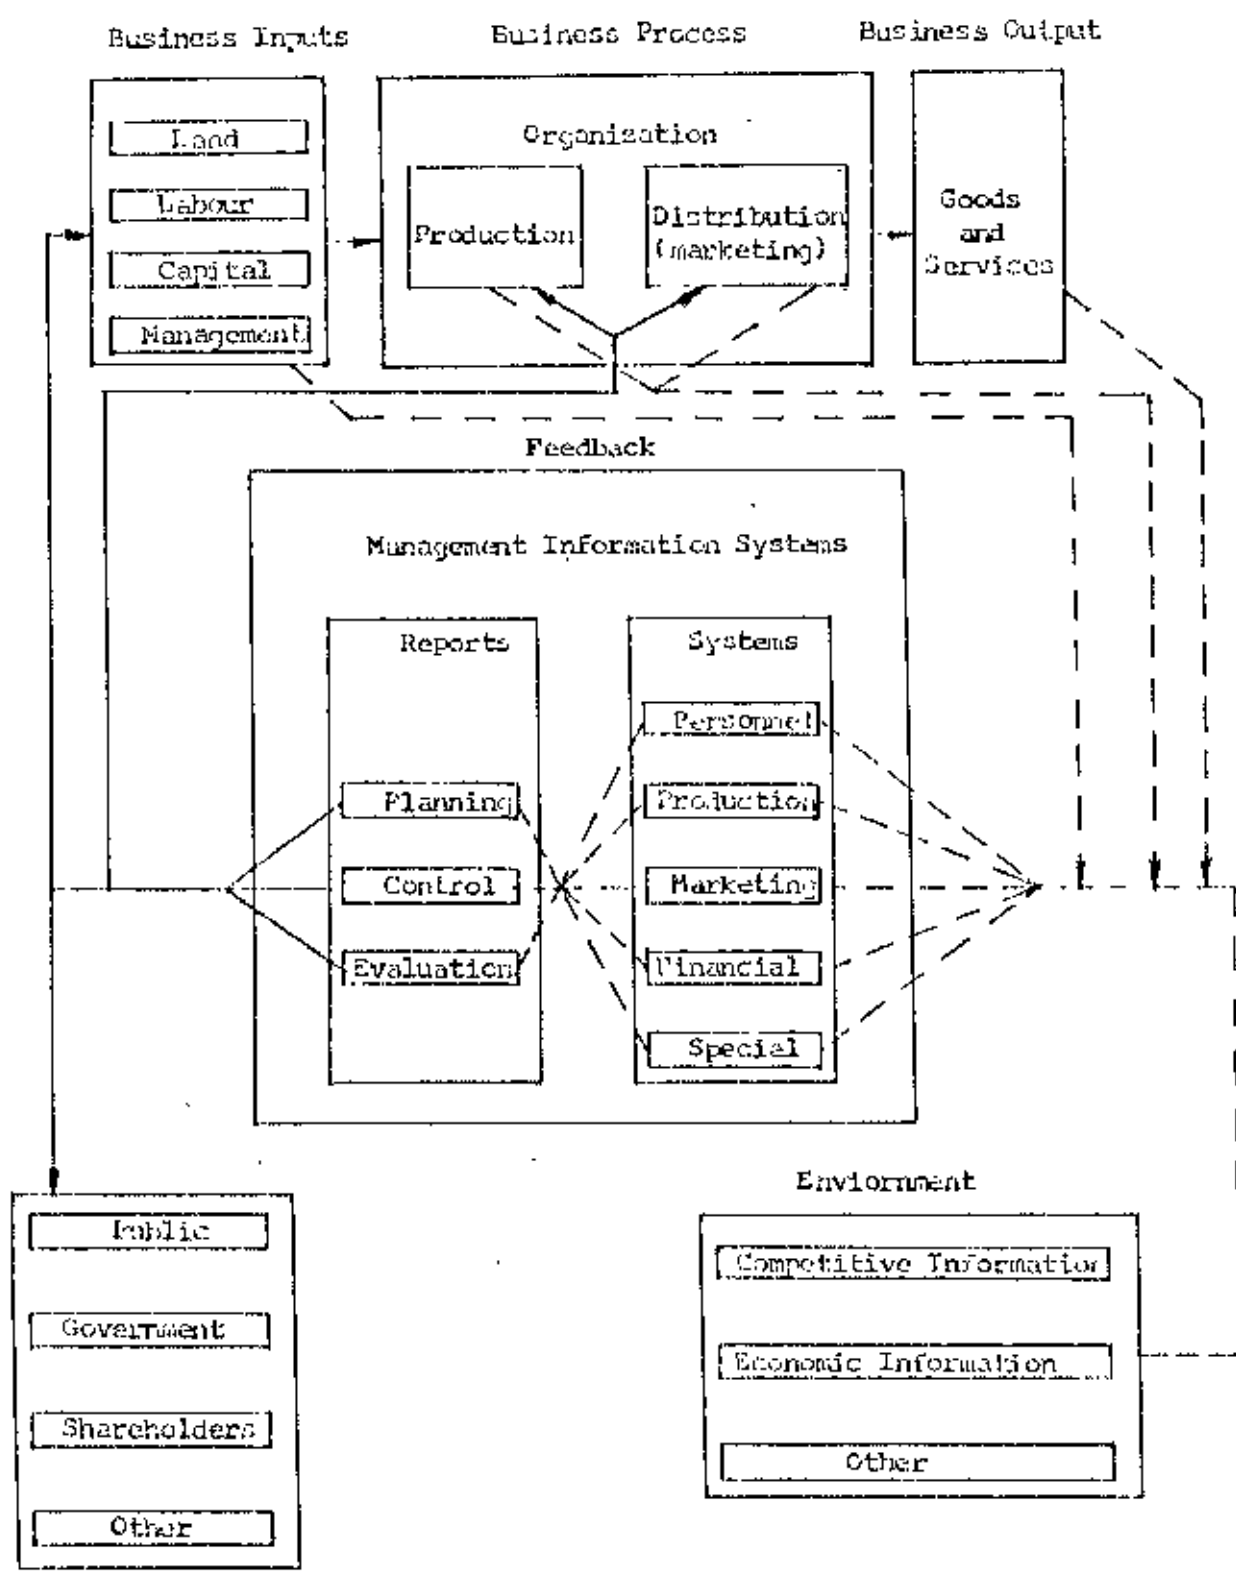 Business Inputs
Business Process
Business Output
Land
Labour
Capital
Management
Organisation
Production
Distribution
(marketing)
Goods
and
Services
Feedback
Management Information Systems
Reports
Planning
Control
Evaluation
Systems
Personnel
Production
Marketing
Financial
Special
Public
Government
Shareholders
Other
Enviornment
Competitive Information
Economic Information
Other